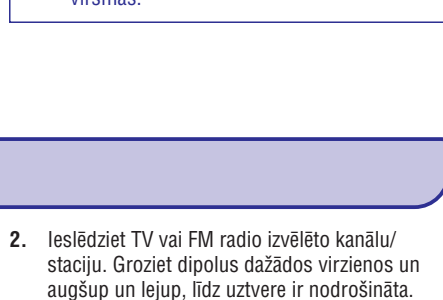 virsmas.
2. Ieslēdziet TV vai FM radio izvēlēto kanālu/
staciju. Groziet dipolus dažādos virzienos un
augšup un lejup, līdz uztvere ir nodrošināta.